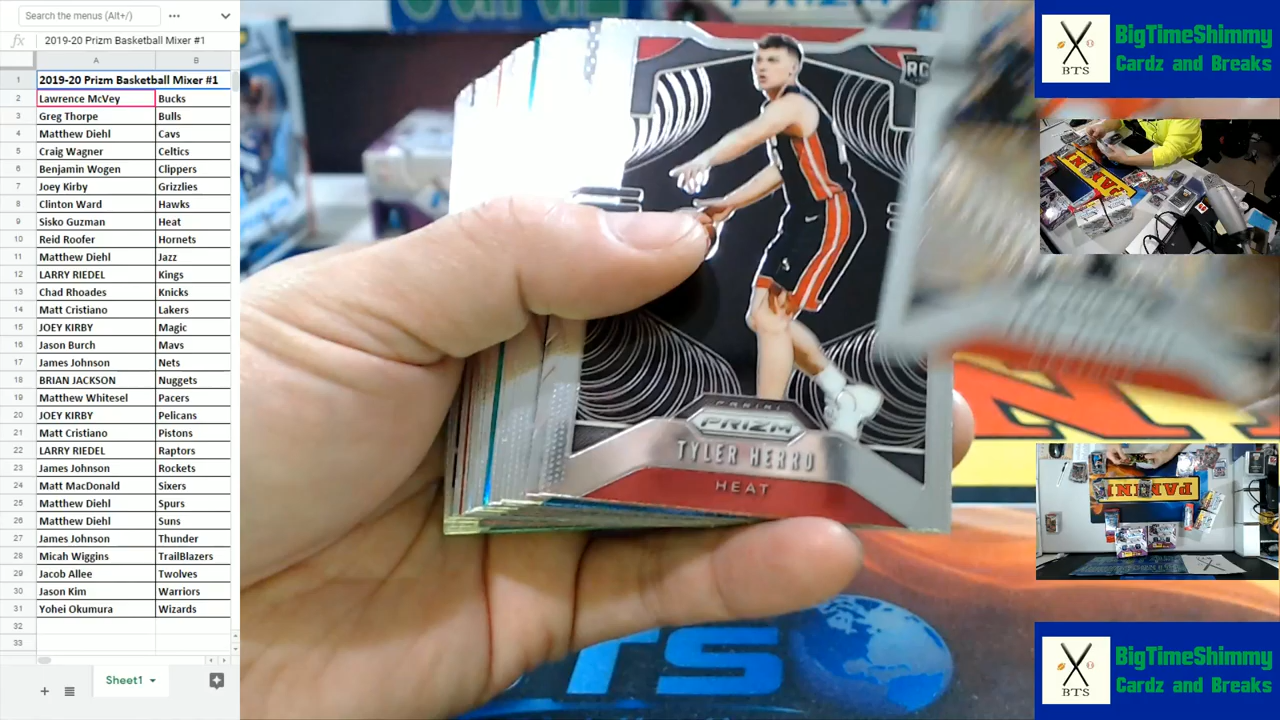 Search the menus (Alt+/)
fx 2019-20 Prizm Basketball Mixer #1
A B
1 2019-20 Prizm Basketball Mixer #1
2 Lawrence McVey Bucks
3 Greg Thorpe Bulls
4 Matthew Diehl Cavs
5 Craig Wagner Celtics
6 Benjamin Wogen Clippers
7 Joey Kirby Grizzlies
8 Clinton Ward Hawks
9 Sisko Guzman Heat
10 Reid Roofer Hornets
11 Matthew Diehl Jazz
12 LARRY RIEDEL Kings
13 Chad Rhoades Knicks
14 Matt Cristiano Lakers
15 JOEY KIRBY Magic
16 Jason Burch Mavs
17 James Johnson Nets
18 BRIAN JACKSON Nuggets
19 Matthew Whitesel Pacers
20 JOEY KIRBY Pelicans
21 Matt Cristiano Pistons
22 LARRY RIEDEL Raptors
23 James Johnson Rockets
24 Matt MacDonald Sixers
25 Matthew Diehl Spurs
26 Matthew Diehl Suns
27 James Johnson Thunder
28 Micah Wiggins TrailBlazers
29 Jacob Allee Twolves
30 Jason Kim Warriors
31 Yohei Okumura Wizards
32
33
Sheet1
RC
PANINI
PRIZM
TYLER HERRO
HEAT
BTS
BTS
BigTimeShimmy
Cardz and Breaks
PANINI
PANINI
BTS
BigTimeShimmy
Cardz and Breaks